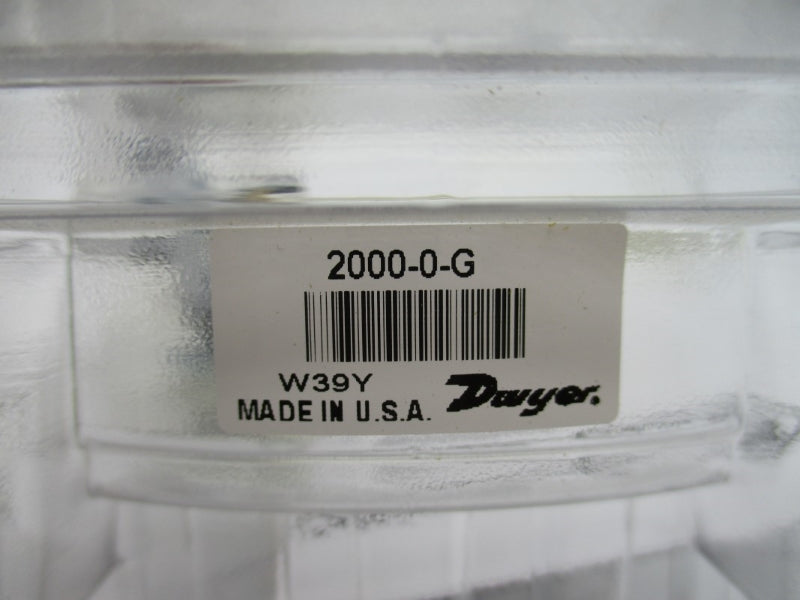 2000-0-G
W39Y
MADE IN U.S.A.
Dwyer.